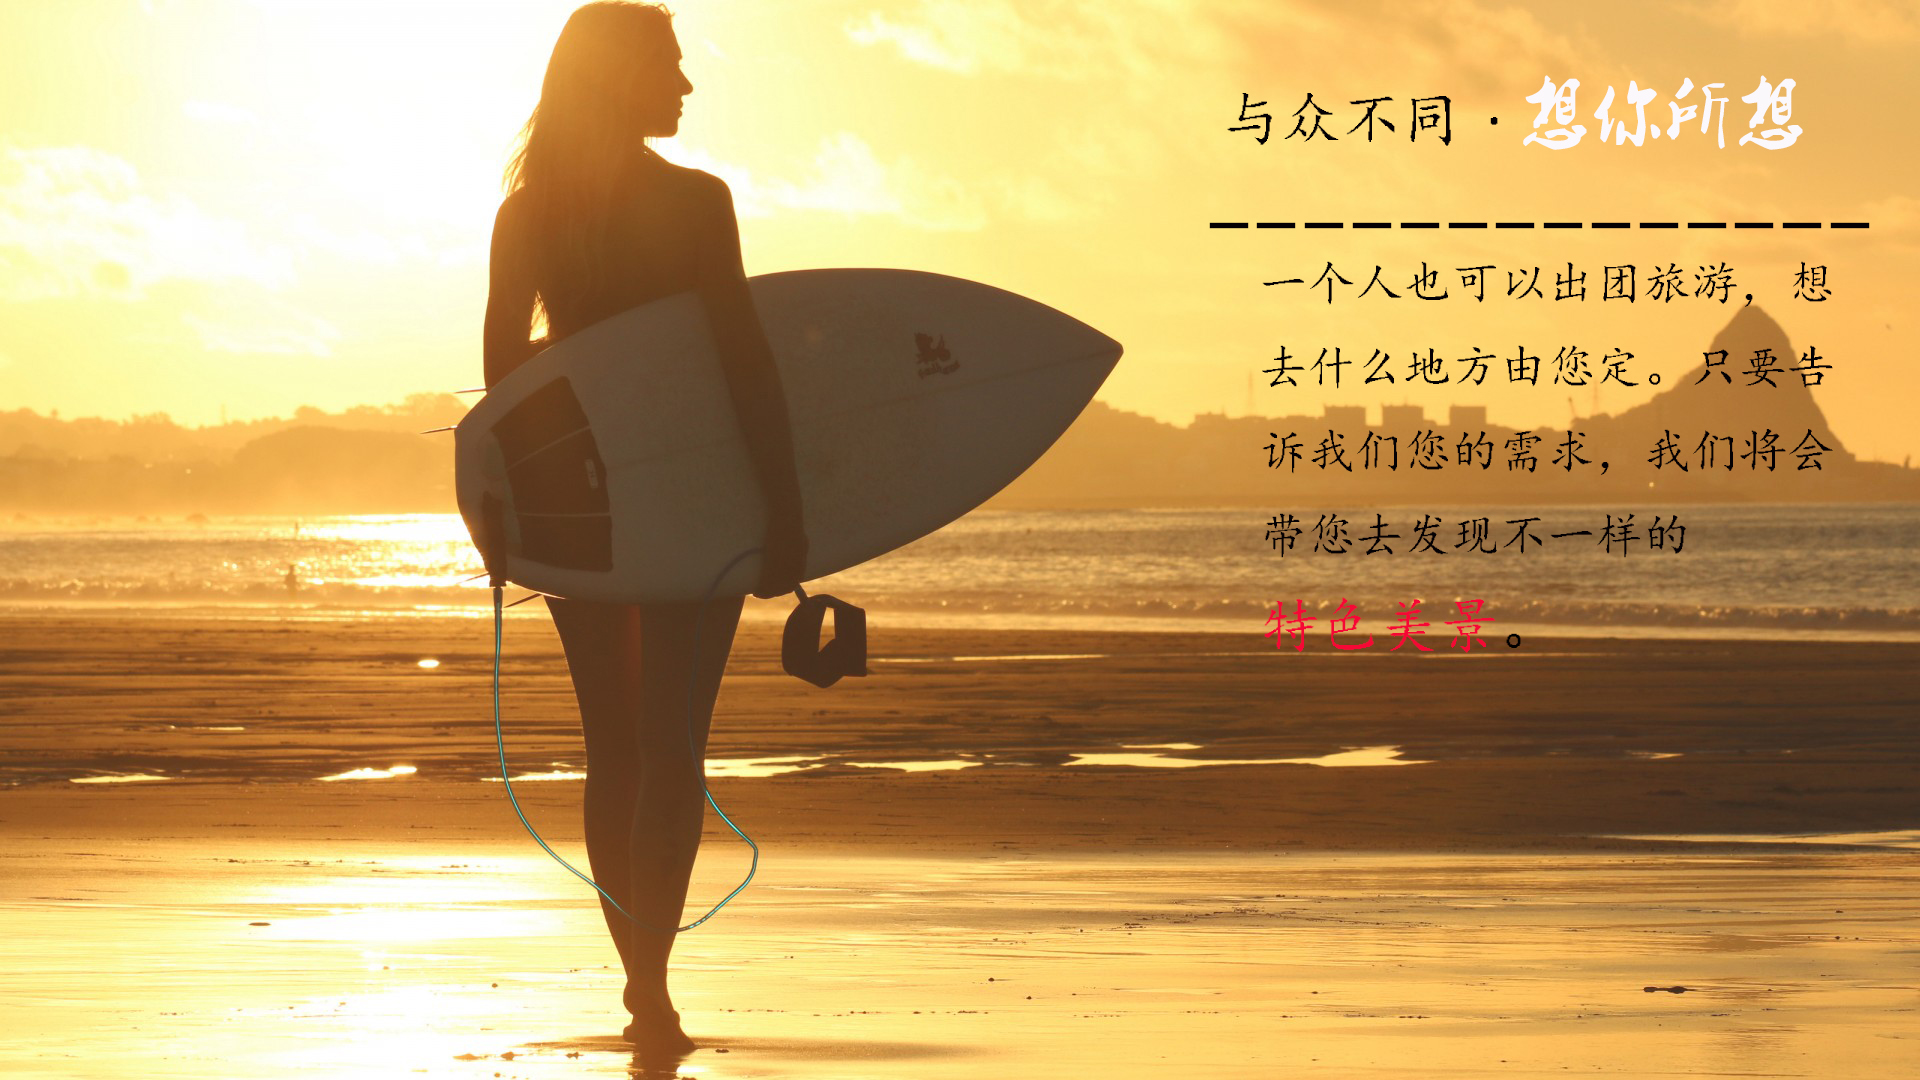 与众不同·想你所想
一个人也可以出团旅游，想
去什么地方由您定。只要告
诉我们您的需求，我们将会
带您去发现不一样的
特色美景。